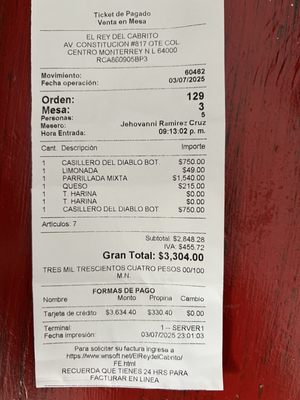 Ticket de Pagado
Venta en Mesa
EL REY DEL CABRITO
AV. CONSTITUCION #817 OTE COL
CENTRO MONTERREY N L 64000
RCA860905BP3
Movimiento: 60462
Fecha operación: 03/07/2025
Orden: 129
Mesa: 3
Personas: 5
Mesero: Jehovanni Ramirez Cruz
Hora Entrada: 09:13:02 p. m.
Cant. Descripción Importe
1 CASILLERO DEL DIABLO BOT $750.00
1 LIMONADA $49.00
1 PARRILLADA MIXTA $1,540.00
1 QUESO $215.00
1 T. HARINA $0.00
1 T. HARINA $0.00
1 CASILLERO DEL DIABLO BOT $750.00
Artículos: 7
Subtotal: $2,848.28
IVA: $455.72
Gran Total: $3,304.00
TRES MIL TRESCIENTOS CUATRO PESOS 00/100
M.N.
FORMAS DE PAGO
Nombre Monto Propina Cambio
Tarjeta de crédito $3,634.40 $330.40 $0.00
Terminal 1 -- SERVER1
Fecha impresión: 03/07/2025 23:01:03
Para solicitar su factura ingrese a
https://www.wnsoft.net/ElReydelCabrito/
FE.html
RECUERDA QUE TIENES 24 HRS PARA
FACTURAR EN LINEA